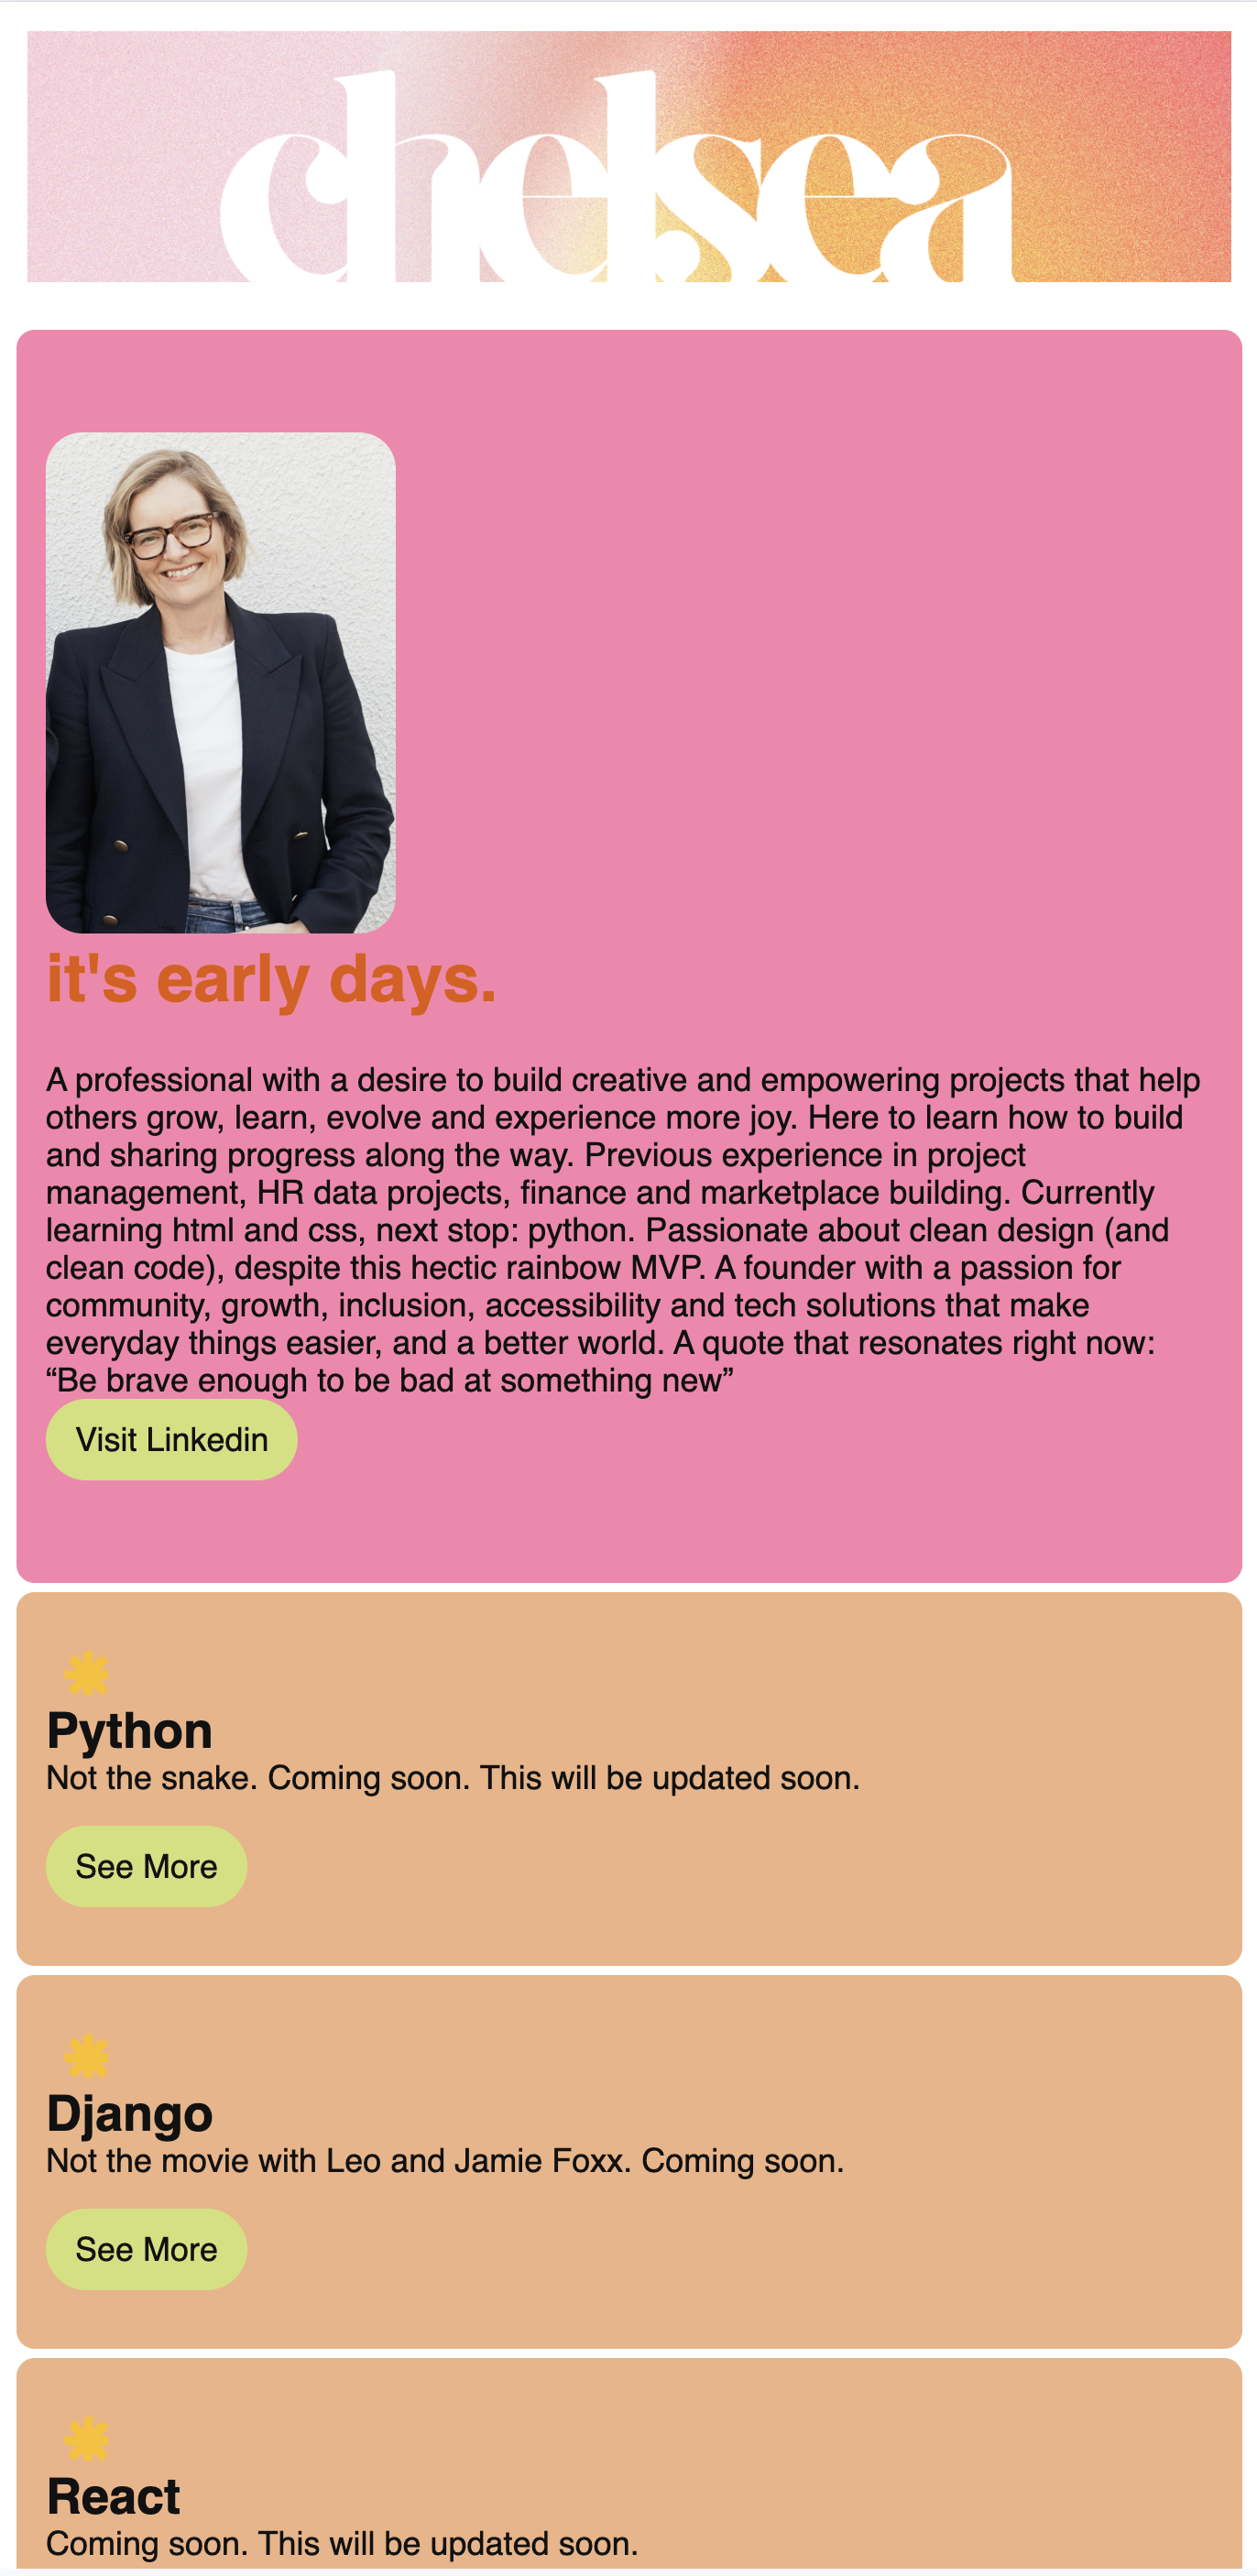 chelsea
it's early days.
A professional with a desire to build creative and empowering projects that help
others grow, learn, evolve and experience more joy. Here to learn how to build
and sharing progress along the way. Previous experience in project
management, HR data projects, finance and marketplace building. Currently
learning html and css, next stop: python. Passionate about clean design (and
clean code), despite this hectic rainbow MVP. A founder with a passion for
community, growth, inclusion, accessibility and tech solutions that make
everyday things easier, and a better world. A quote that resonates right now:
“Be brave enough to be bad at something new”
Visit Linkedin
Python
Not the snake. Coming soon. This will be updated soon.
See More
Django
Not the movie with Leo and Jamie Foxx. Coming soon.
See More
React
Coming soon. This will be updated soon.